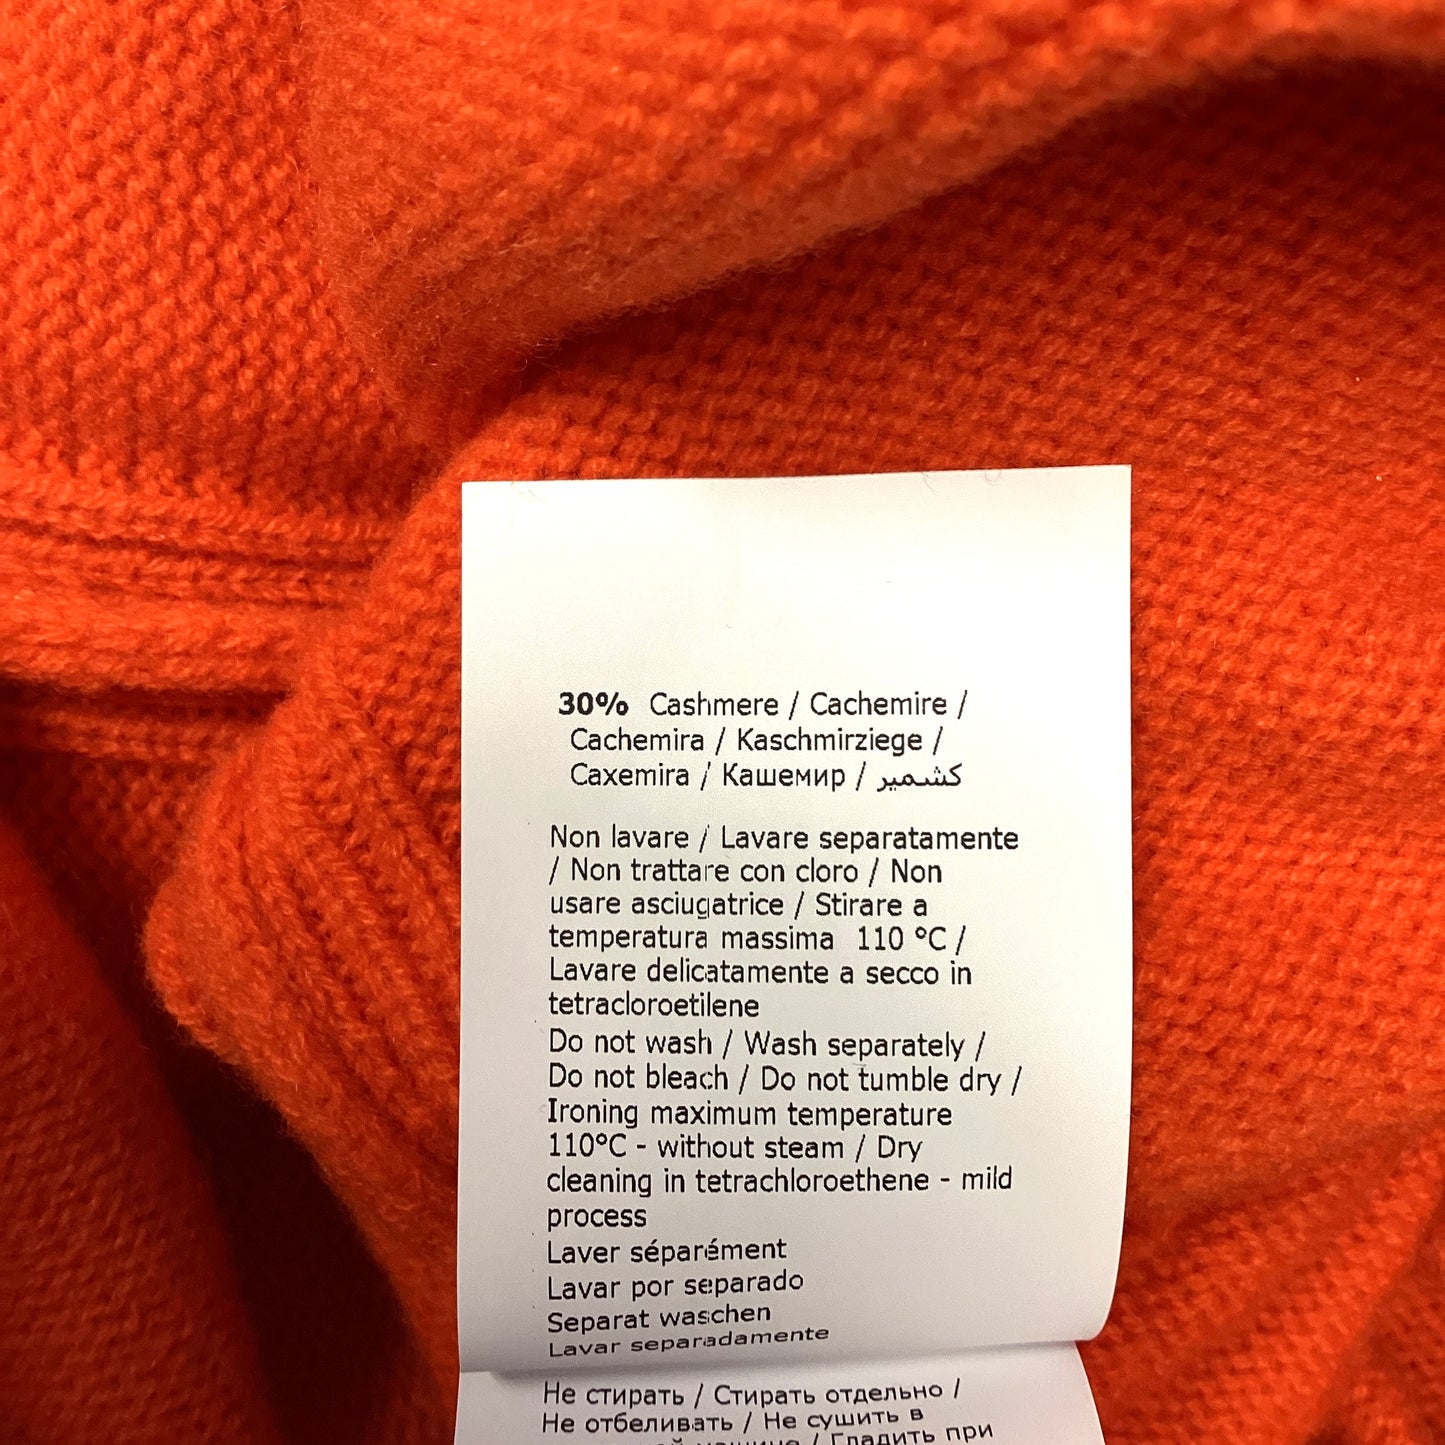 30% Cashmere / Cachemire /
Cachemira / Kaschmirziege /
Caxemira / Кашемир / كشمير
Non lavare / Lavare separatamente
/ Non trattare con cloro / Non
usare asciugatrice / Stirare a
temperatura massima 110 °C /
Lavare delicatamente a secco in
tetracloroetilene
Do not wash / Wash separately /
Do not bleach / Do not tumble dry /
Ironing maximum temperature
110°C - without steam / Dry
cleaning in tetrachloroethene - mild
process
Laver séparément
Lavar por separado
Separat waschen
Lavar separadamente
Не стирать / Стирать отдельно /
Не отбеливать / Не сушить в
машине / Гладить при